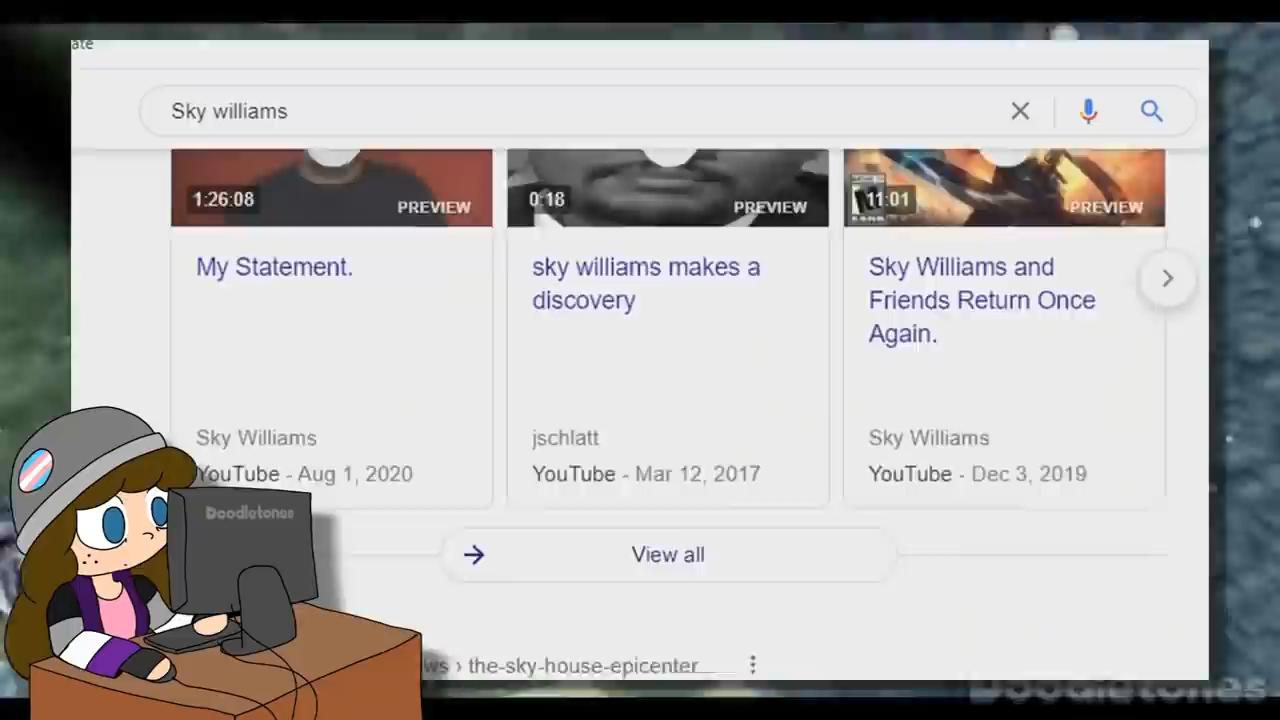 ate
Sky williams
1:26:08 PREVIEW
0:18 PREVIEW
11:01 PREVIEW
My Statement.
sky williams makes a
discovery
Sky Williams and
Friends Return Once
Again.
Sky Williams
YouTube - Aug 1, 2020
jschlatt
YouTube - Mar 12, 2017
Sky Williams
YouTube - Dec 3, 2019
Doodletones
View all
ws › the-sky-house-epicenter
Doodletones